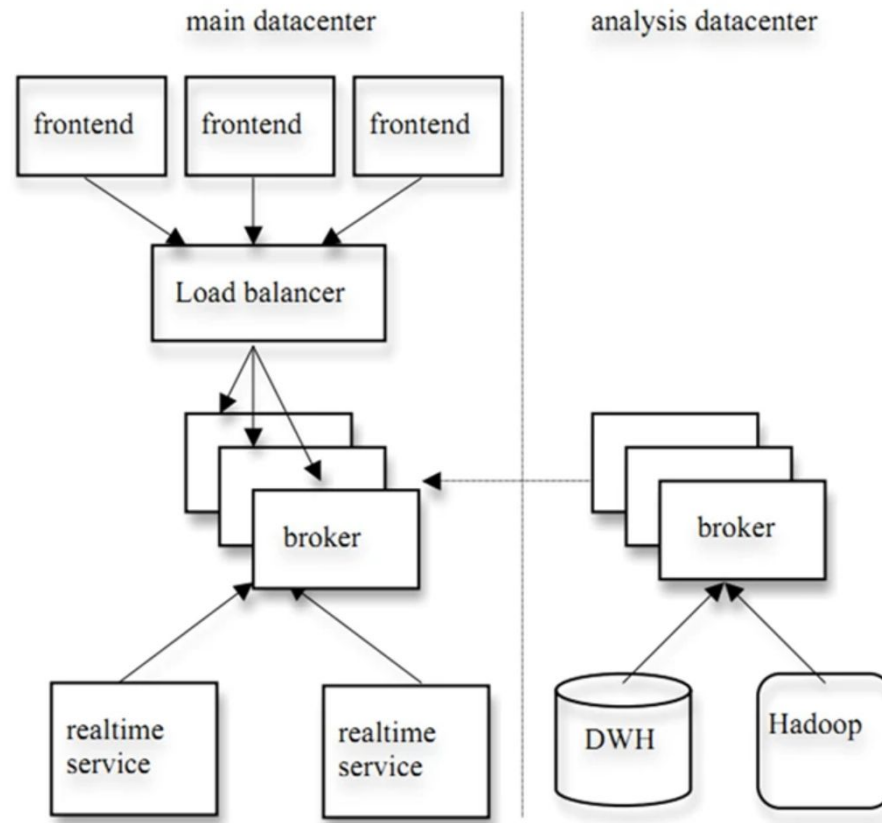 main datacenter
analysis datacenter
frontend
frontend
frontend
Load balancer
broker
broker
realtime
service
realtime
service
DWH
Hadoop